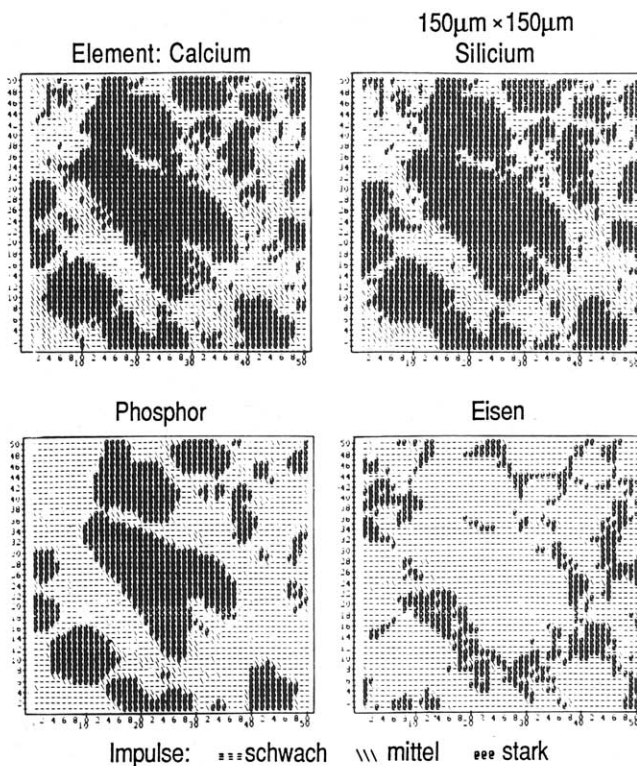 150µm × 150µm
Element: Calcium
Silicium
Phosphor
Eisen
Impulse: schwach mittel stark